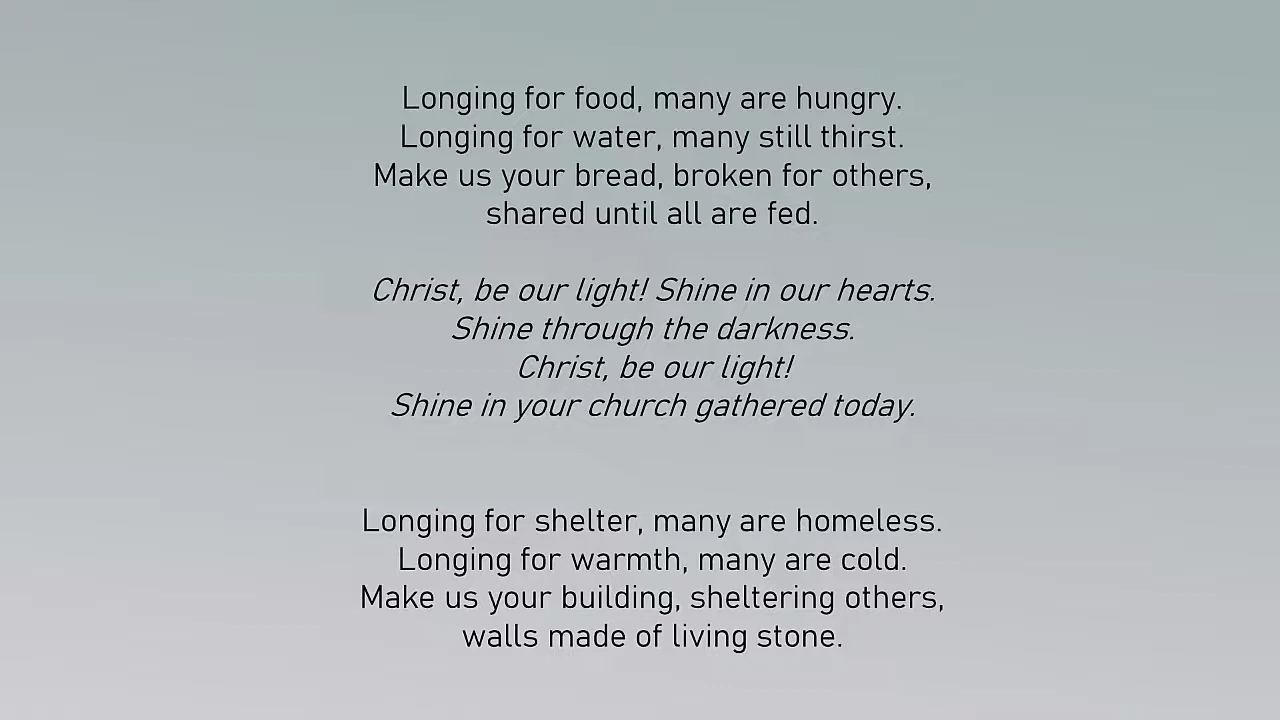 Longing for food, many are hungry.
Longing for water, many still thirst.
Make us your bread, broken for others,
shared until all are fed.
Christ, be our light! Shine in our hearts.
Shine through the darkness.
Christ, be our light!
Shine in your church gathered today.
Longing for shelter, many are homeless.
Longing for warmth, many are cold.
Make us your building, sheltering others,
walls made of living stone.